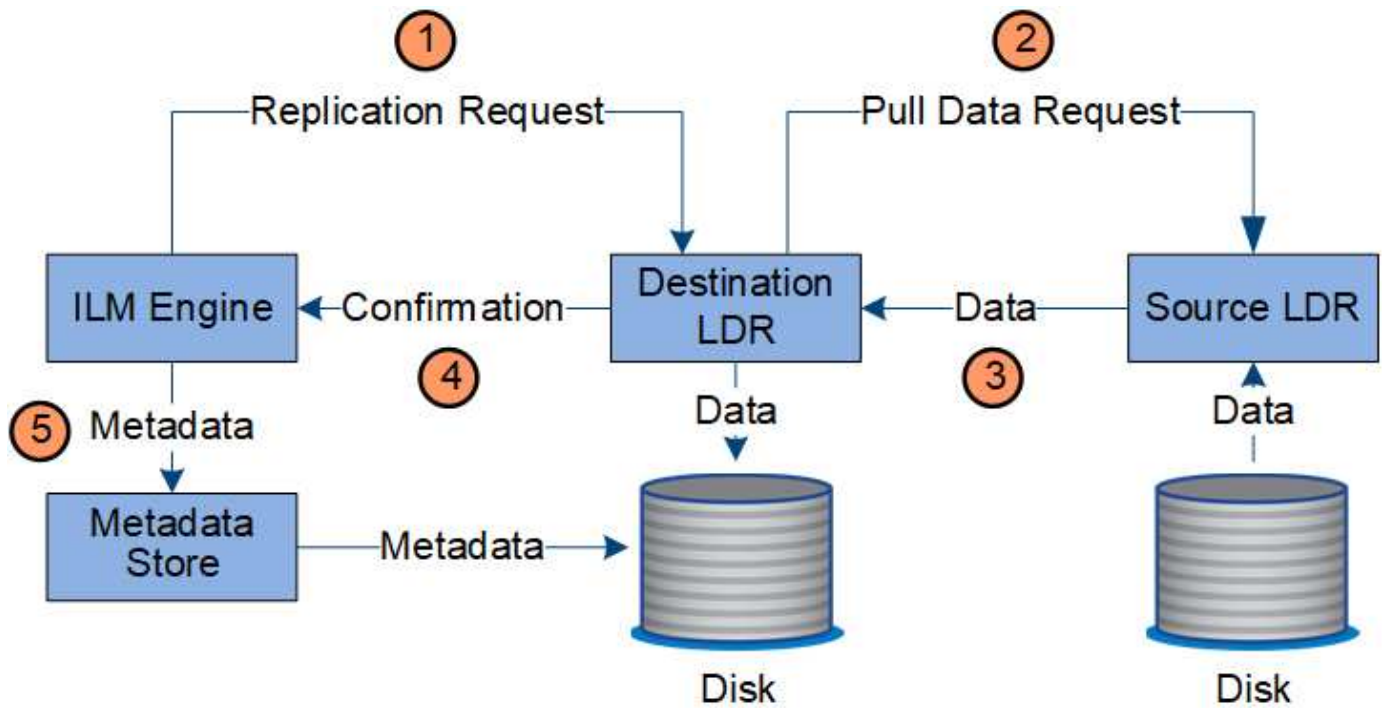 1
2
Replication Request
Pull Data Request
ILM Engine
Confirmation
Destination
LDR
Data
Source LDR
4
3
5
Metadata
Data
Data
Metadata
Store
Metadata
Disk
Disk